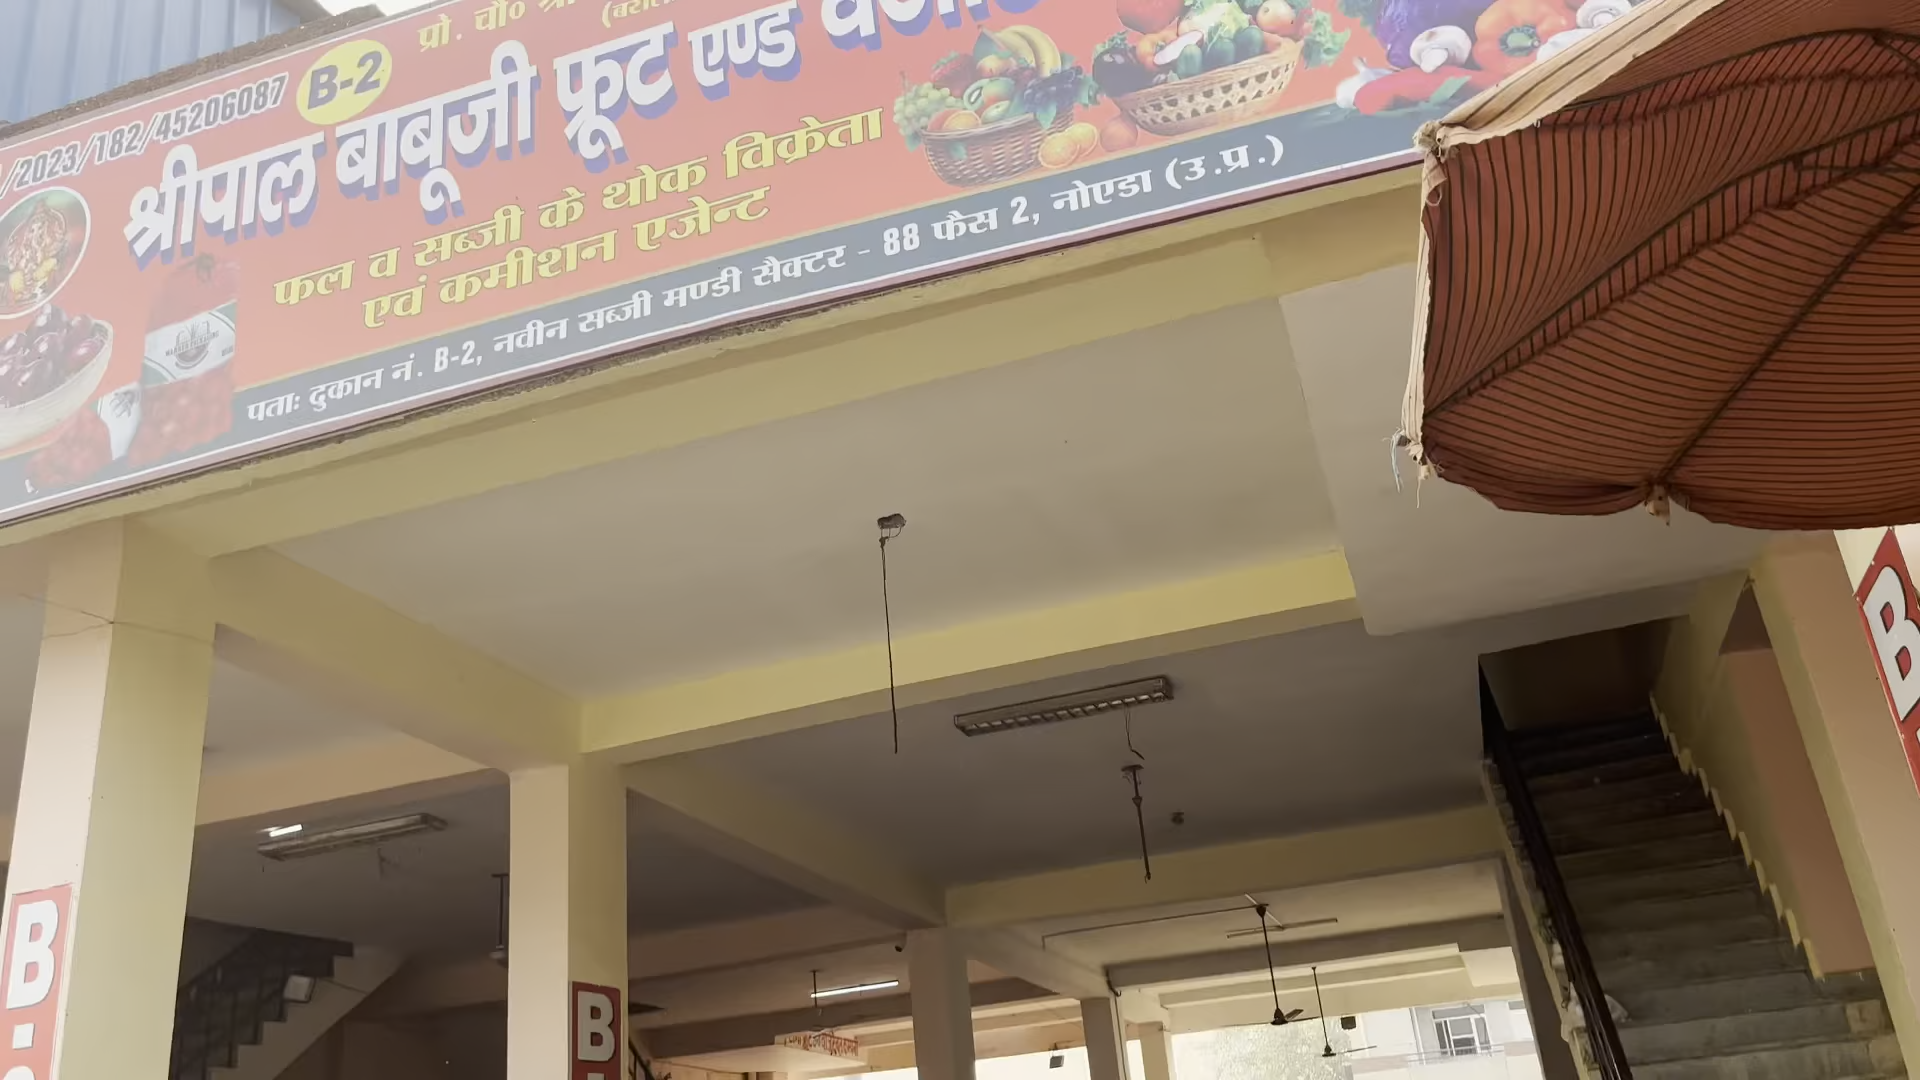 प्रो. चौ०
/2023/182/45206087 B-2
श्रीपाल बाबूजी फ्रूट एण्ड
फल व सब्जी के थोक विक्रेता
एवं कमीशन एजेन्ट
पताः दुकान नं. B-2, नवीन सब्जी मण्डी सैक्टर - 88 फैस 2, नोएडा (उ.प्र.)
B
B
B